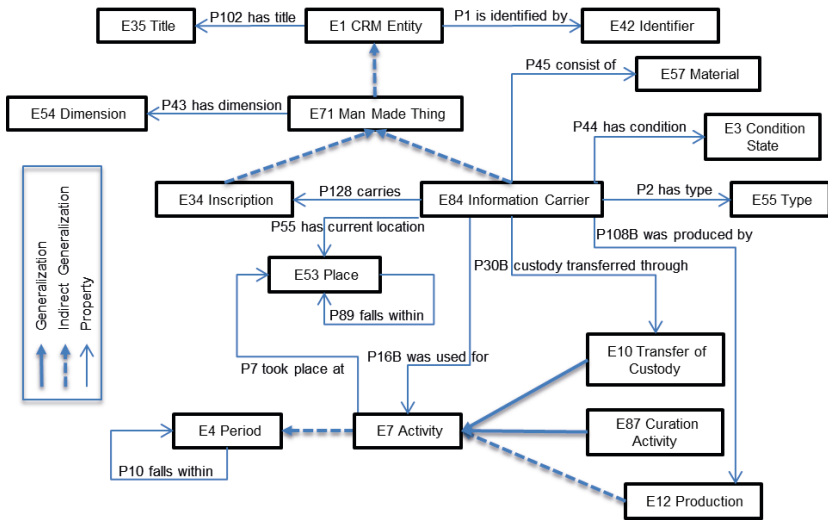 E35 Title
P102 has title
E1 CRM Entity
P1 is identified by
E42 Identifier
P45 consist of
E57 Material
E54 Dimension
P43 has dimension
E71 Man Made Thing
P44 has condition
E3 Condition
State
E34 Inscription
P128 carries
E84 Information Carrier
P2 has type
E55 Type
P55 has current location
P108B was produced by
E53 Place
P30B custody transferred through
P89 falls within
Generalization
Indirect Generalization
Property
P7 took place at
P16B was used for
E10 Transfer of
Custody
E4 Period
E7 Activity
E87 Curation
Activity
P10 falls within
E12 Production